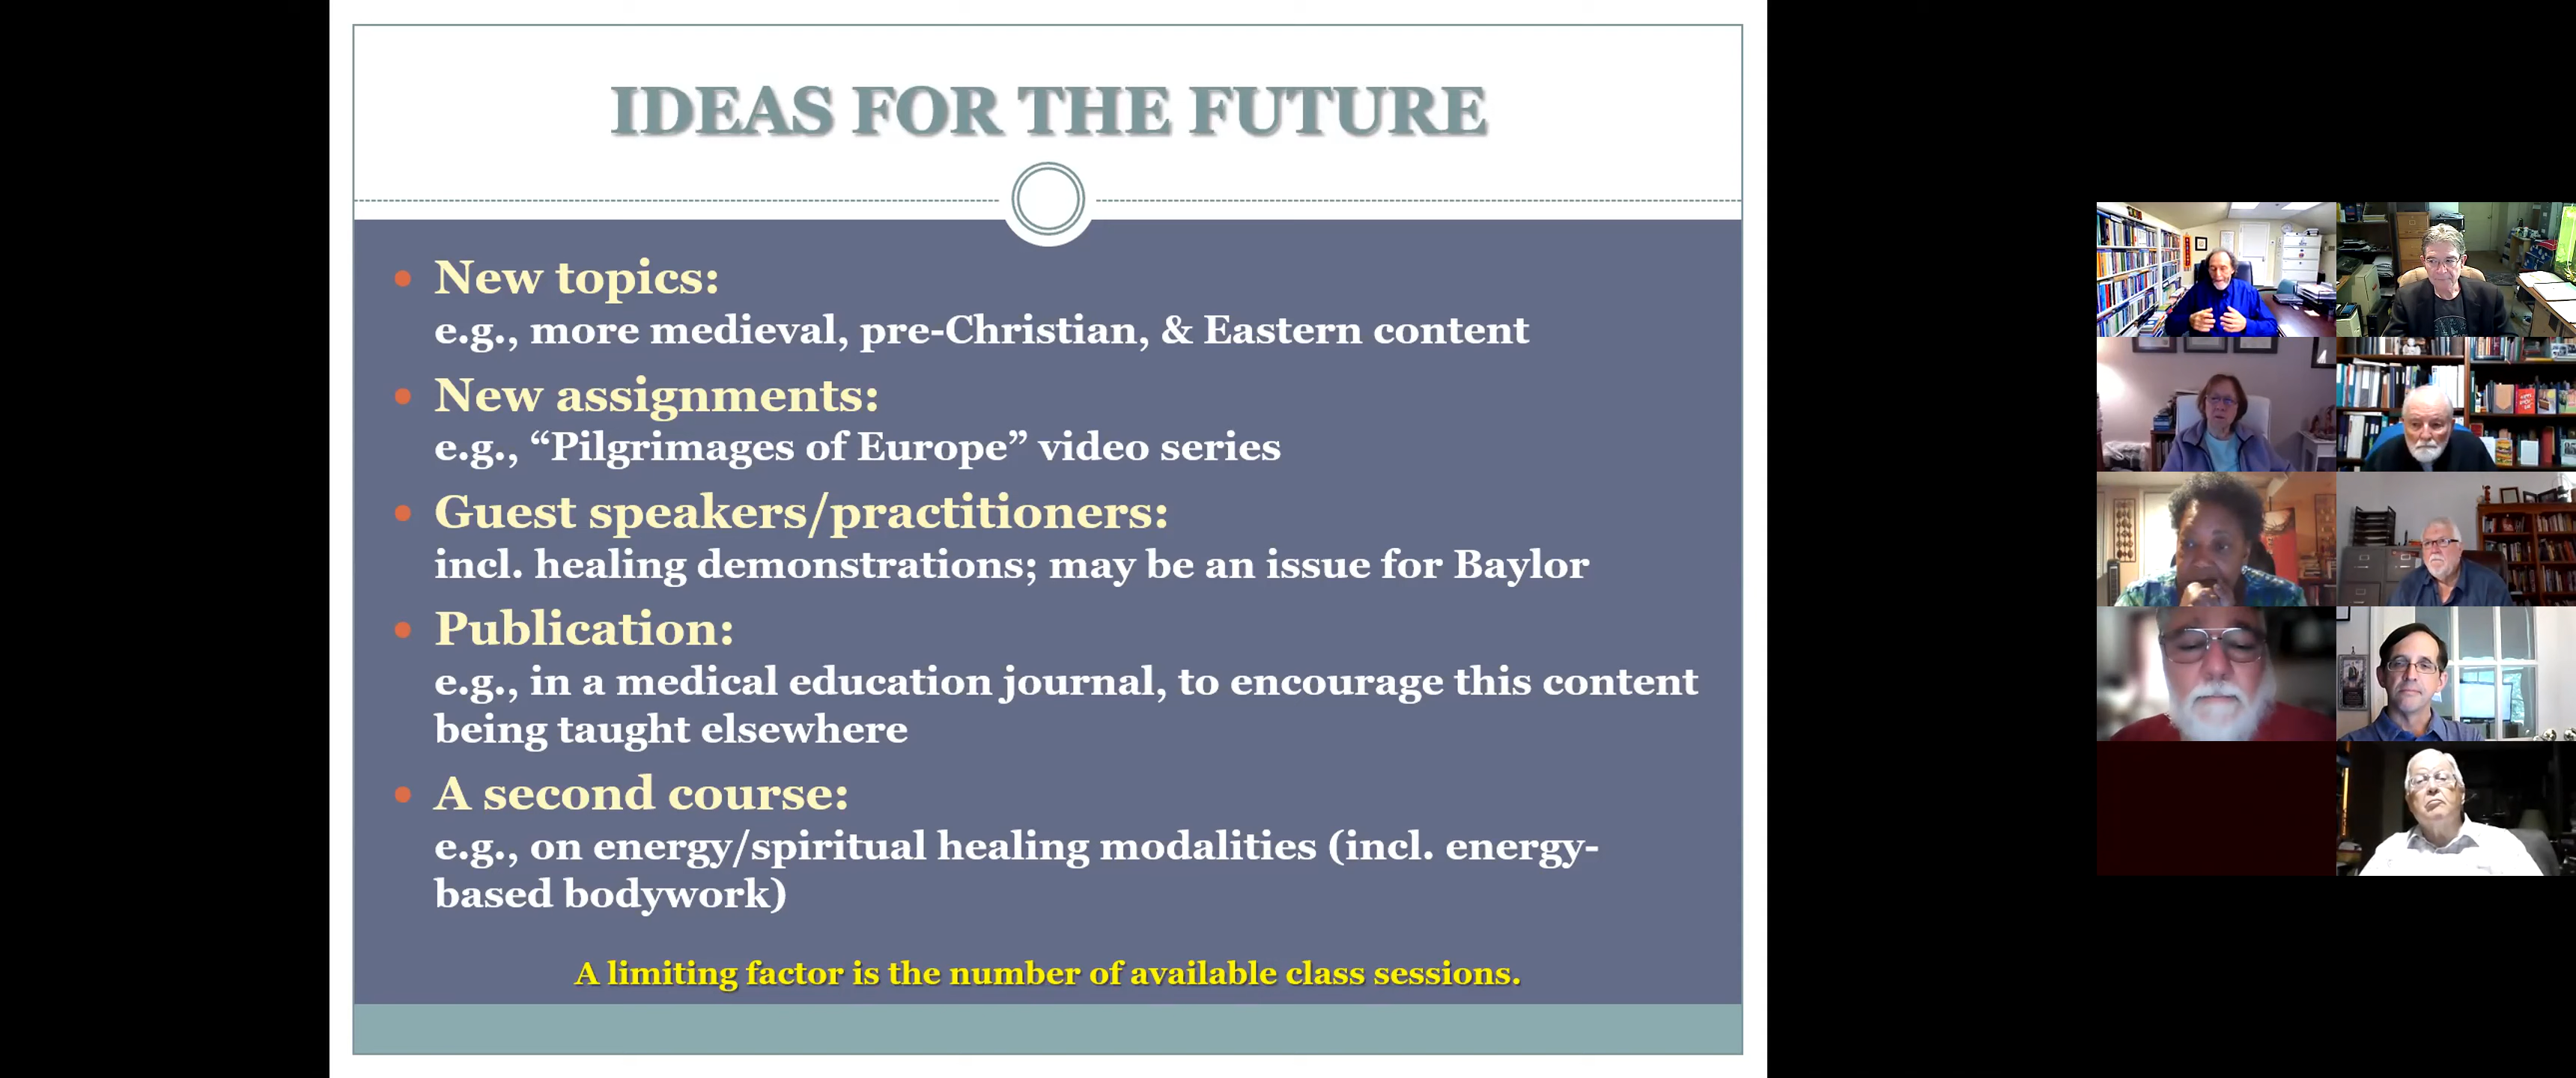 IDEAS FOR THE FUTURE
New topics:
e.g., more medieval, pre-Christian, & Eastern content
New assignments:
e.g., “Pilgrimages of Europe” video series
Guest speakers/practitioners:
incl. healing demonstrations; may be an issue for Baylor
Publication:
e.g., in a medical education journal, to encourage this content
being taught elsewhere
A second course:
e.g., on energy/spiritual healing modalities (incl. energy-
based bodywork)
A limiting factor is the number of available class sessions.